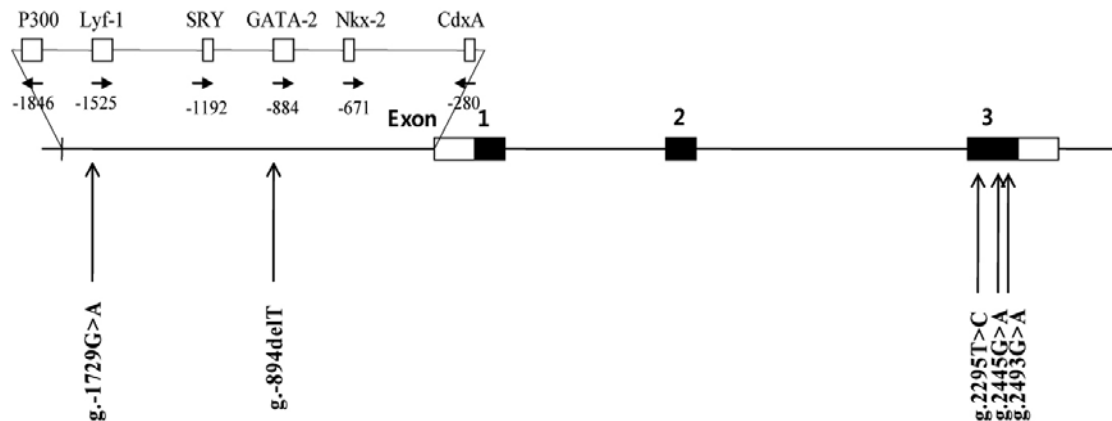 P300 Lyf-1 SRY GATA-2 Nkx-2 CdxA
-1846 -1525 -1192 -884 -671 -280
Exon 1 2 3
g.-1729G>A
g.-894delT
g.2295T>C
g.2445G>A
g.2493G>A